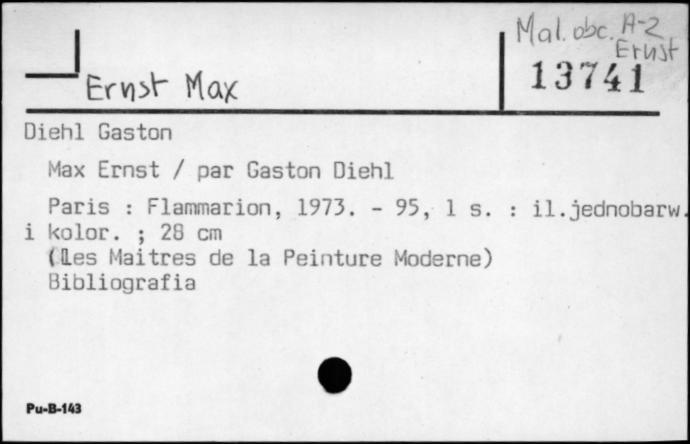 Mal. obc. A-2
Ernst
13741
Ernst Max
Diehl Gaston
Max Ernst / par Gaston Diehl
Paris : Flammarion, 1973. - 95, 1 s. : il.jednobarw.
i kolor. ; 28 cm
(Les Maitres de la Peinture Moderne)
Bibliografia
Pu-B-143